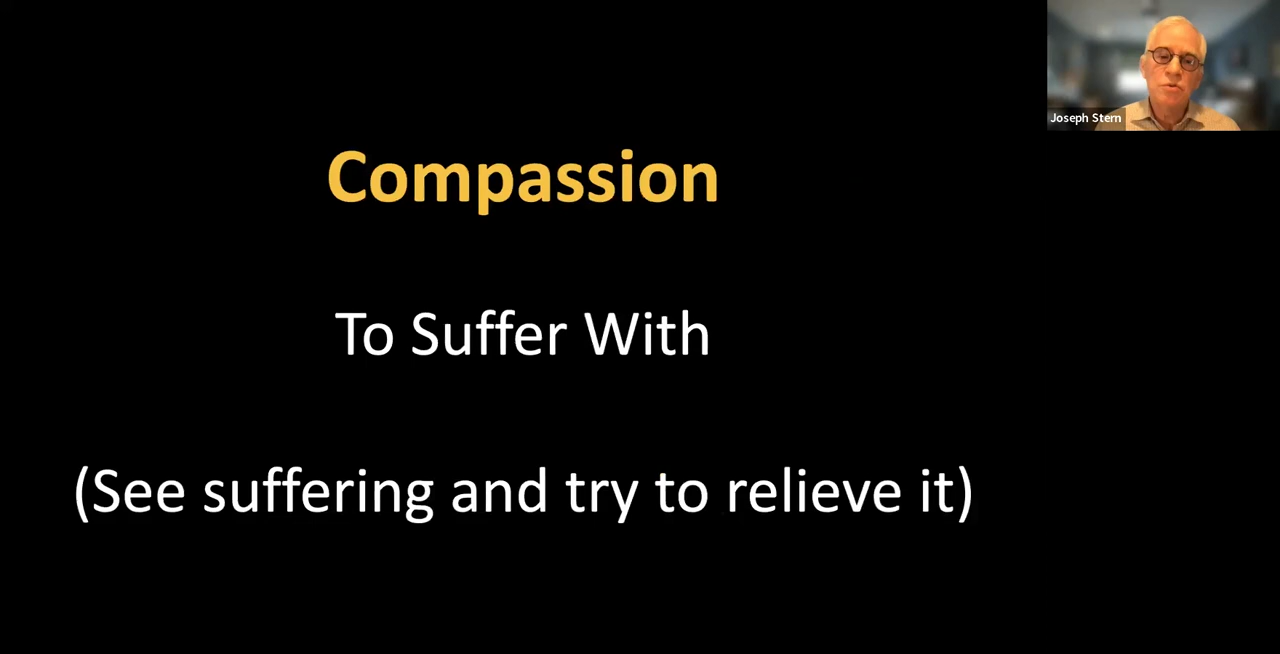 Compassion
To Suffer With
(See suffering and try to relieve it)
Joseph Stern